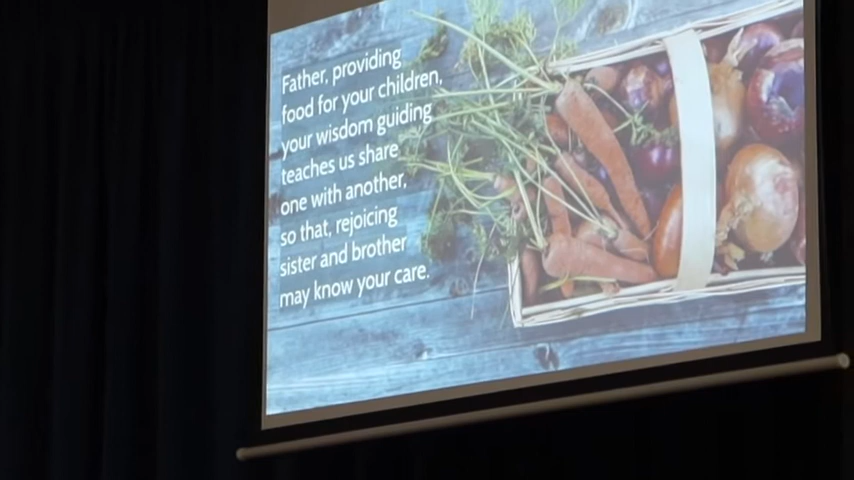 Father, providing
food for your children,
your wisdom guiding
teaches us share
one with another,
so that, rejoicing
sister and brother
may know your care.